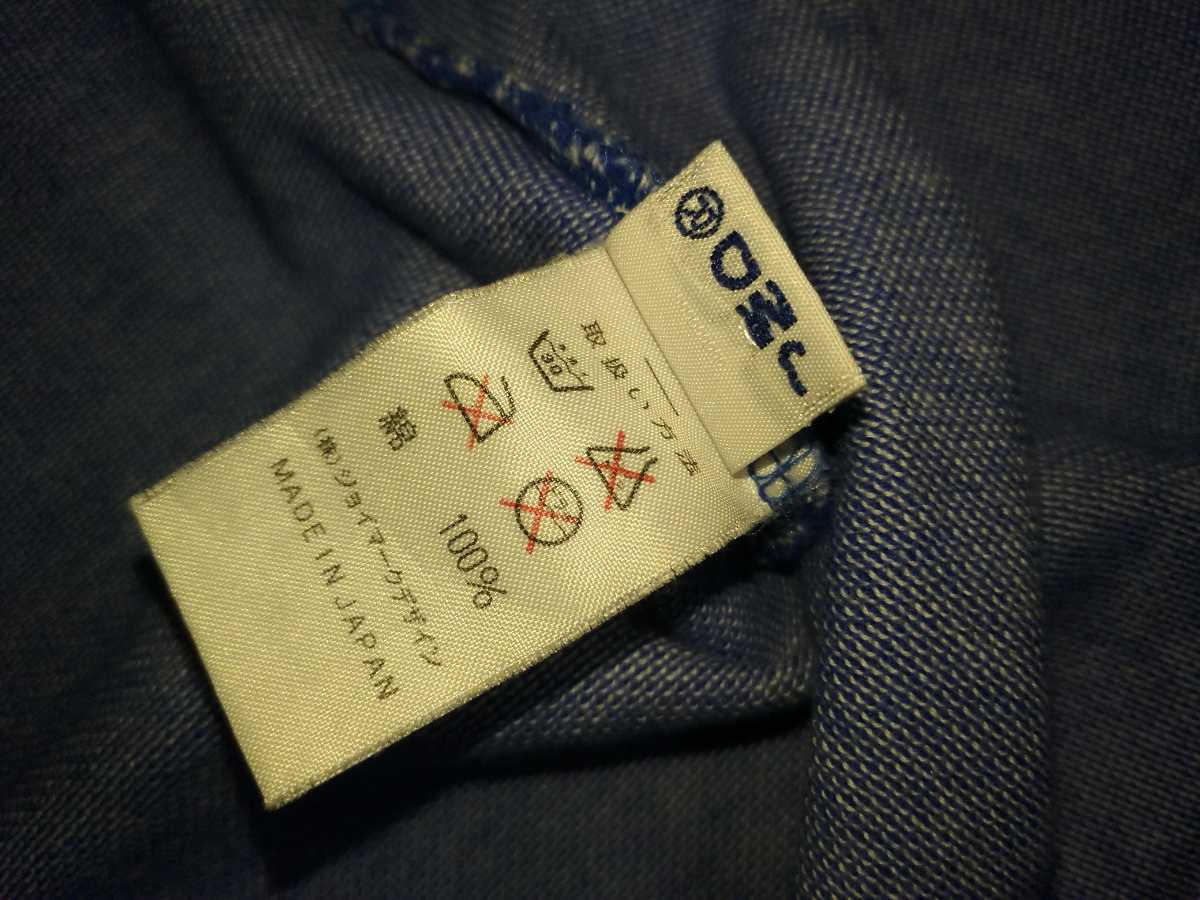 取扱い方法
30
綿 100%
(株)ジョイマークデザイン
MADE IN JAPAN